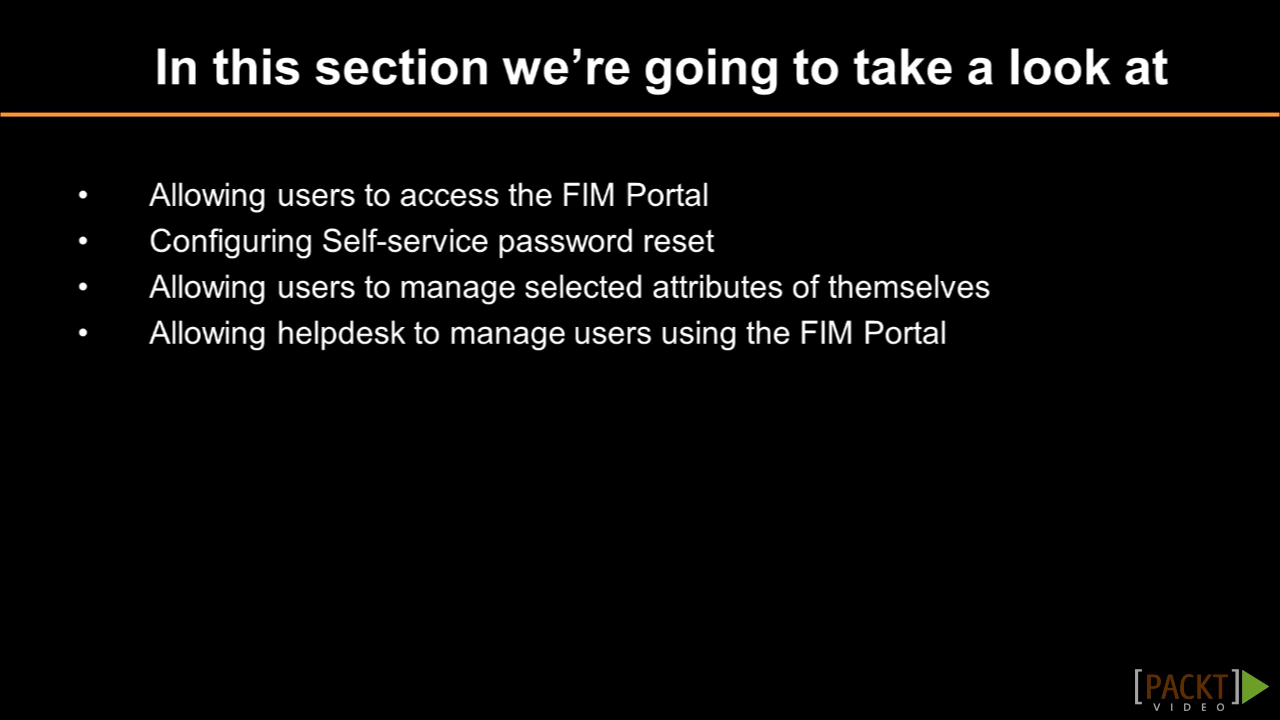 In this section we’re going to take a look at
• Allowing users to access the FIM Portal
• Configuring Self-service password reset
• Allowing users to manage selected attributes of themselves
• Allowing helpdesk to manage users using the FIM Portal
[PACKT]
VIDEO